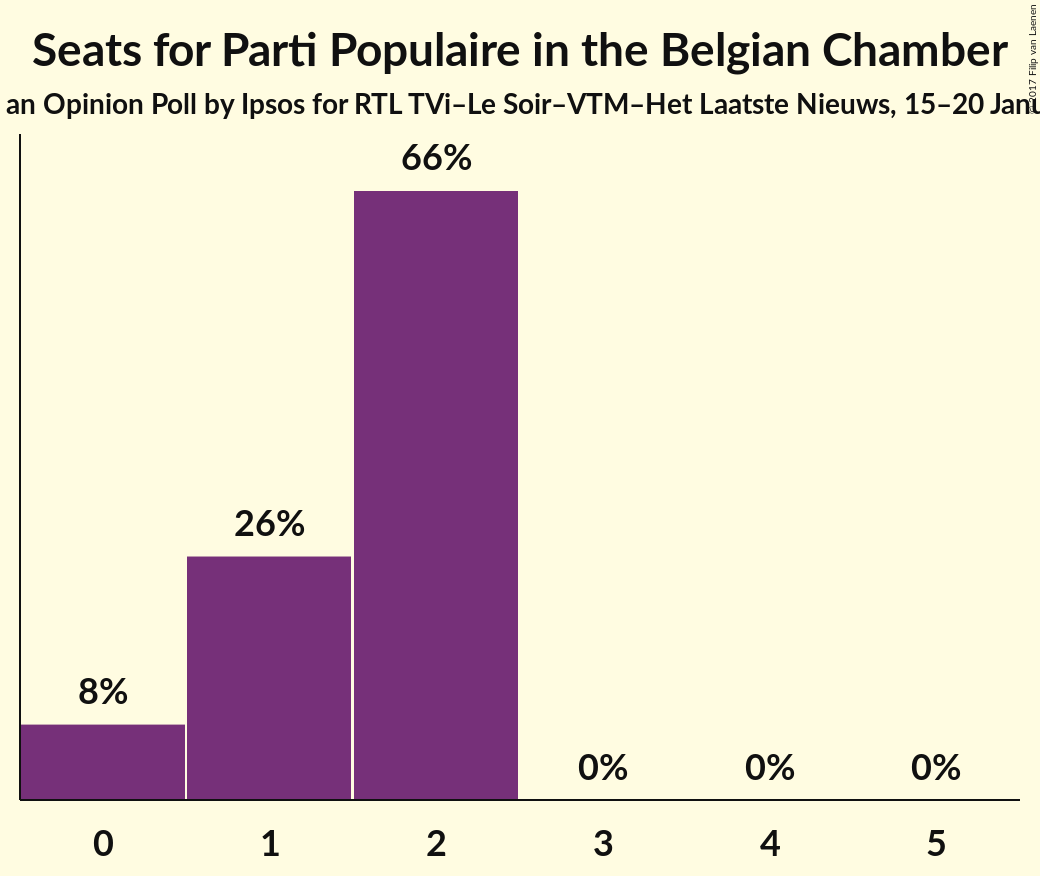 Seats for Parti Populaire in the Belgian Chamber
an Opinion Poll by Ipsos for RTL TVi–Le Soir–VTM–Het Laatste Nieuws, 15–20 Janu
© 2017 Filip van Laenen
66%
26%
8%
0% 0% 0%
0 1 2 3 4 5